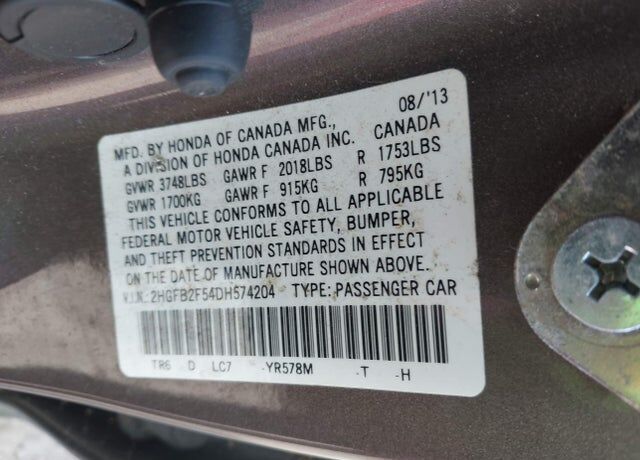 08/'13
MFD. BY HONDA OF CANADA MFG.,
A DIVISION OF HONDA CANADA INC. CANADA
GVWR 3748LBS GAWR F 2018LBS R 1753LBS
GVWR 1700KG GAWR F 915KG R 795KG
THIS VEHICLE CONFORMS TO ALL APPLICABLE
FEDERAL MOTOR VEHICLE SAFETY, BUMPER,
AND THEFT PREVENTION STANDARDS IN EFFECT
ON THE DATE OF MANUFACTURE SHOWN ABOVE.
V.I.N: 2HGFB2F54DH574204 TYPE: PASSENGER CAR
TR6 D LC7 -YR578M -T -H